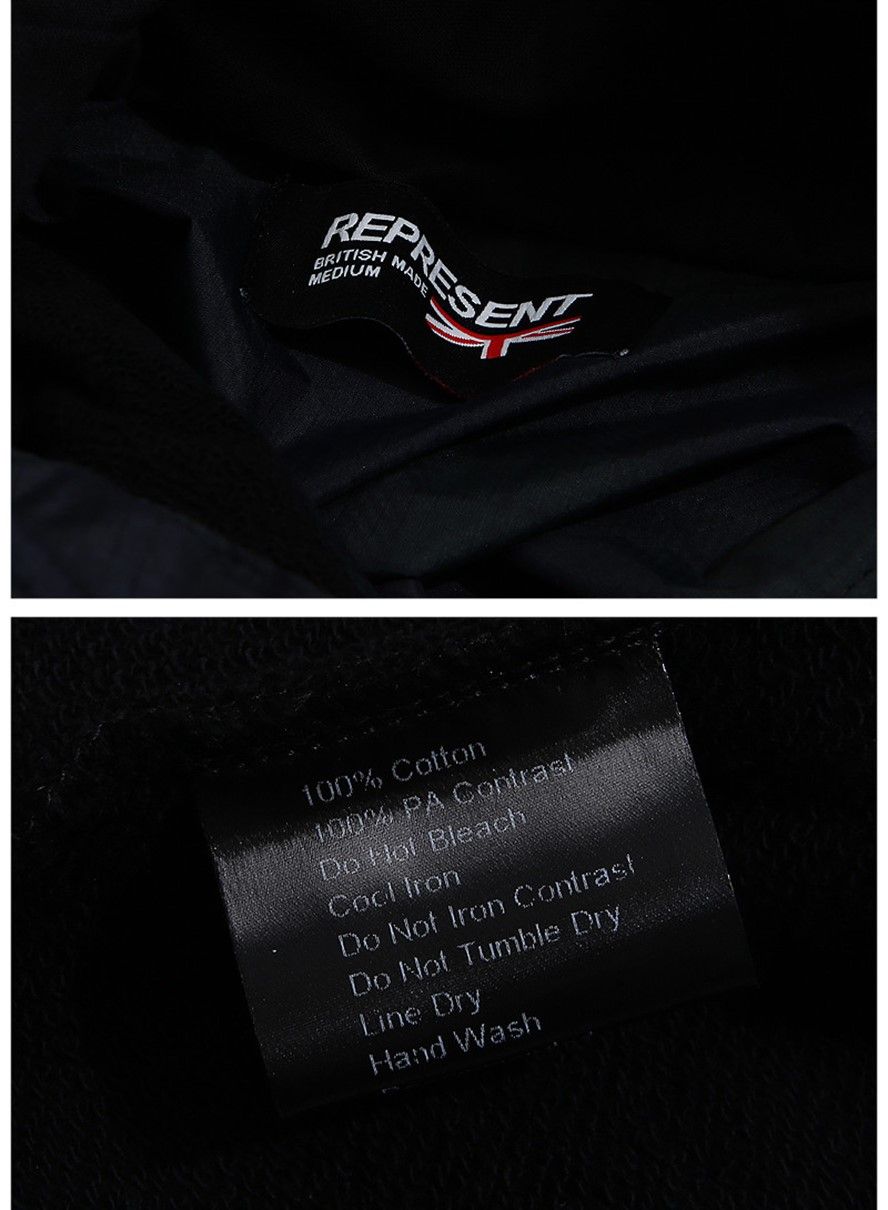 REPRESENT
BRITISH MADE
MEDIUM
100% Cotton
100% PA Contrast
Do Not Bleach
Cool Iron
Do Not Iron Contrast
Do Not Tumble Dry
Line Dry
Hand Wash